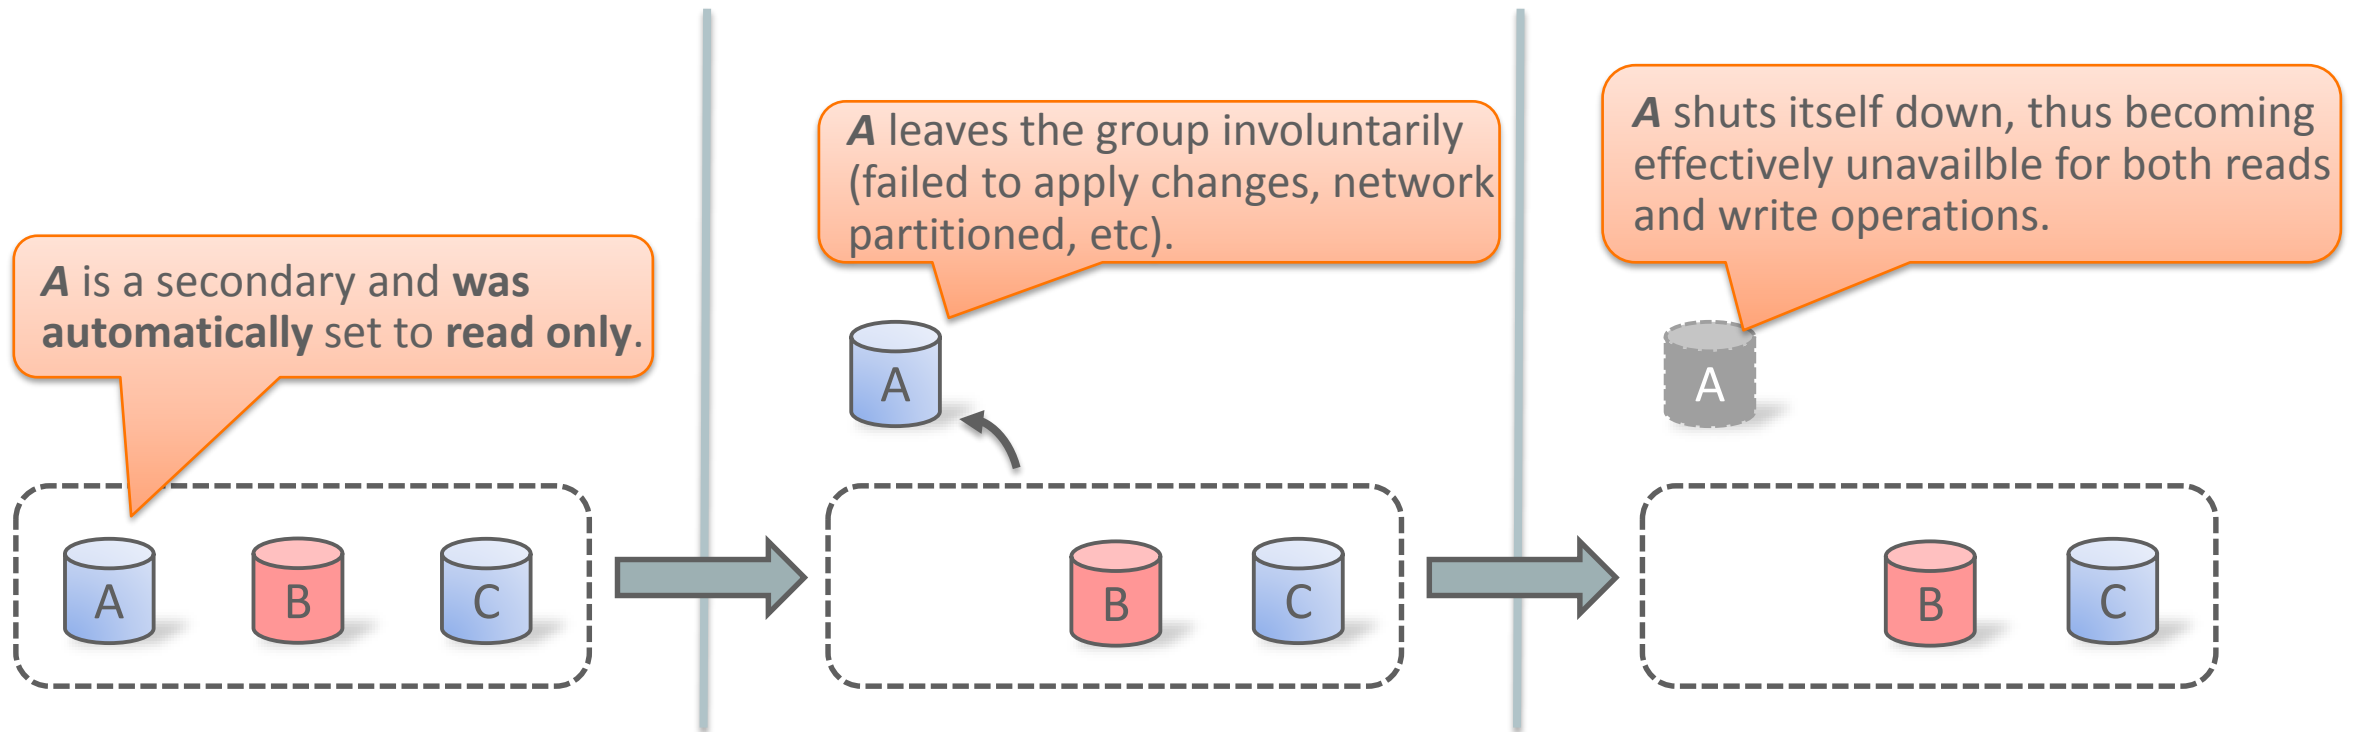 A is a secondary and was
automatically set to read only.
A
B
C
A leaves the group involuntarily
(failed to apply changes, network
partitioned, etc).
A
B
C
A shuts itself down, thus becoming
effectively unavailble for both reads
and write operations.
A
B
C